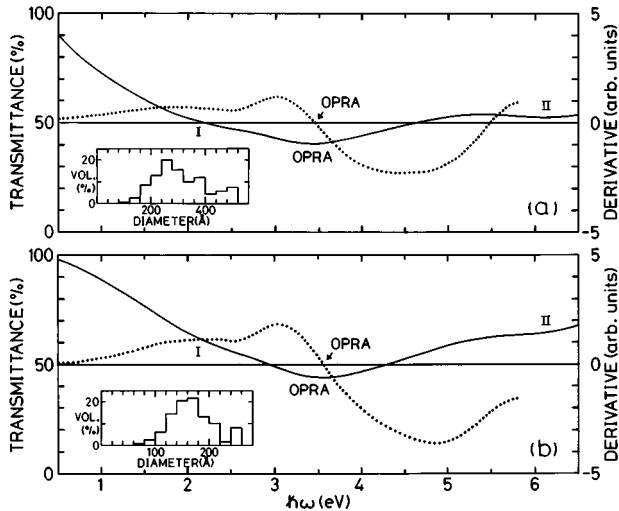 100
TRANSMITTANCE (%)
50
0
5
DERIVATIVE (arb. units)
0
-5
OPRA
I
OPRA
II
20
VOL.
(%)
0
200
400
DIAMETER(Å)
(a)
100
TRANSMITTANCE (%)
50
0
5
DERIVATIVE (arb. units)
0
-5
I
OPRA
OPRA
II
20
VOL.
(%)
0
100
200
DIAMETER(Å)
(b)
1 2 3 4 5 6
ℏω (eV)